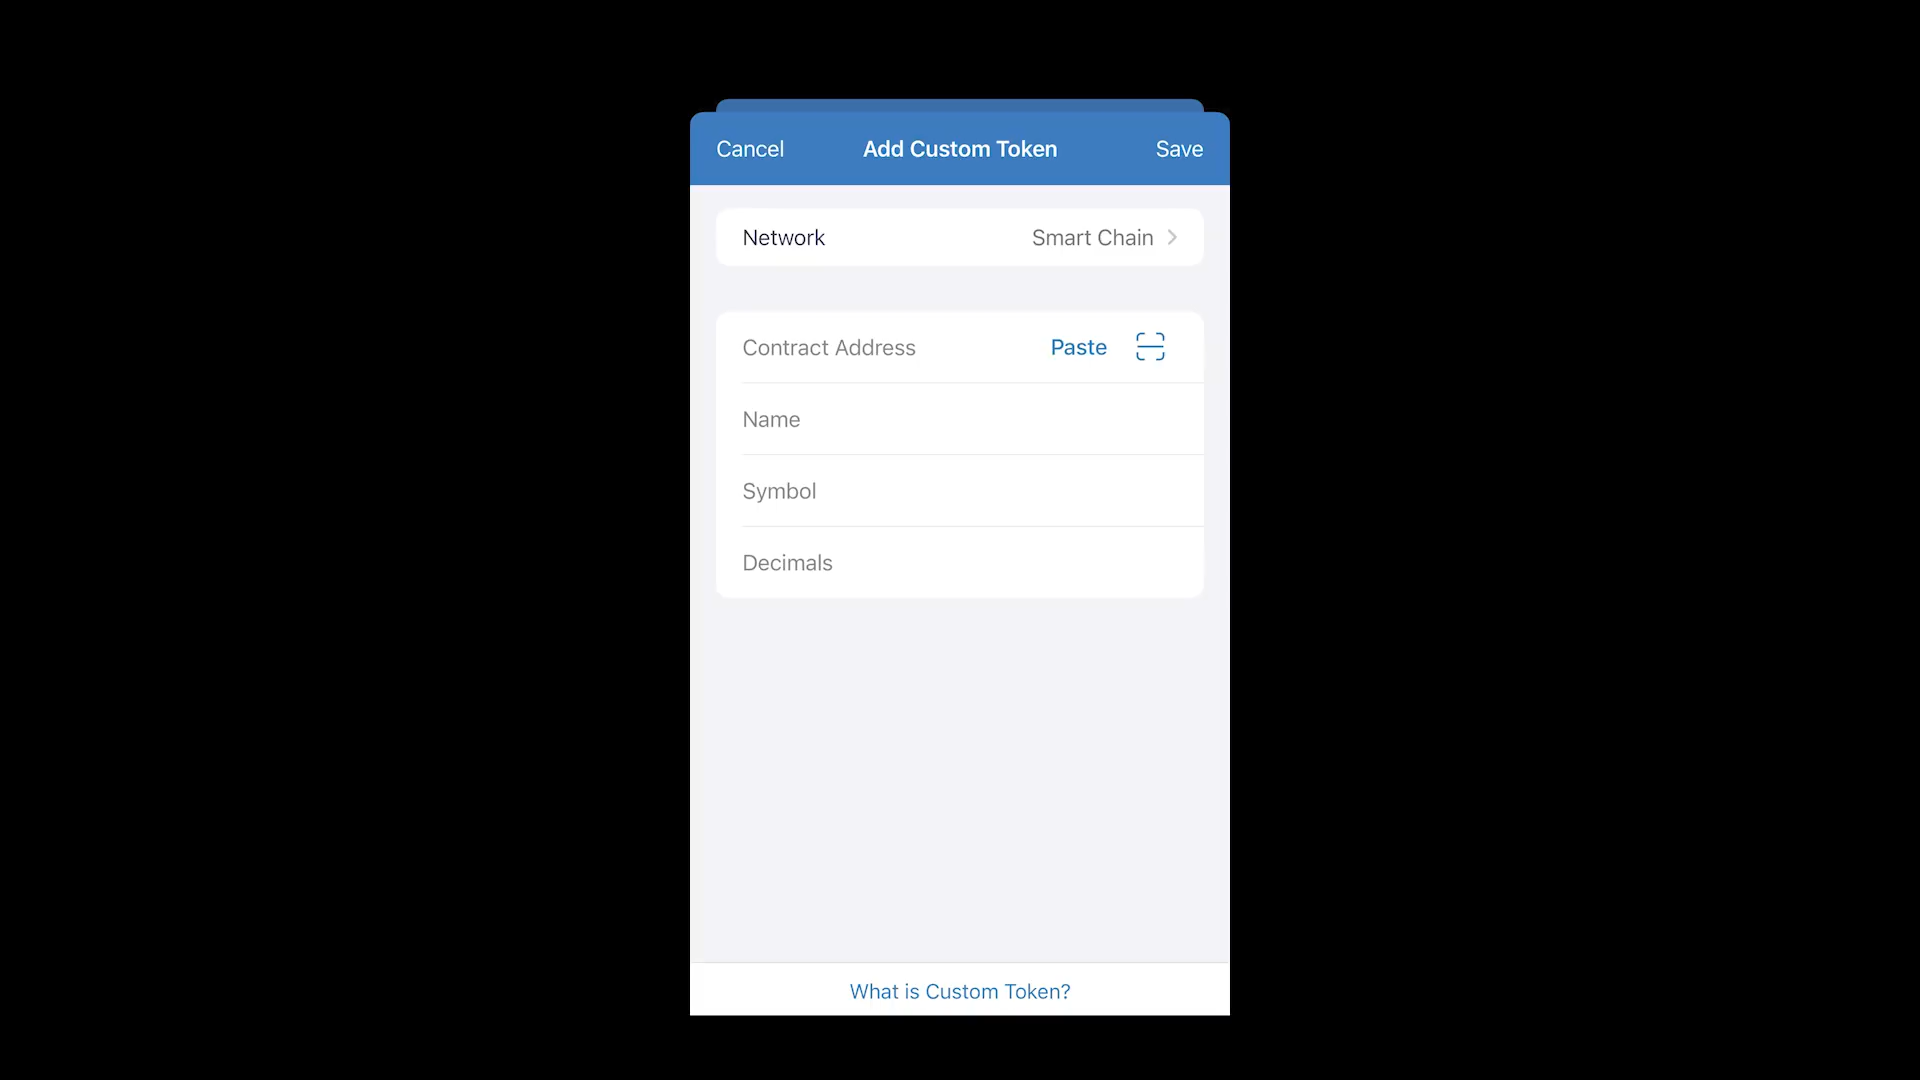 Cancel Add Custom Token Save
Network Smart Chain
Contract Address Paste
Name
Symbol
Decimals
What is Custom Token?